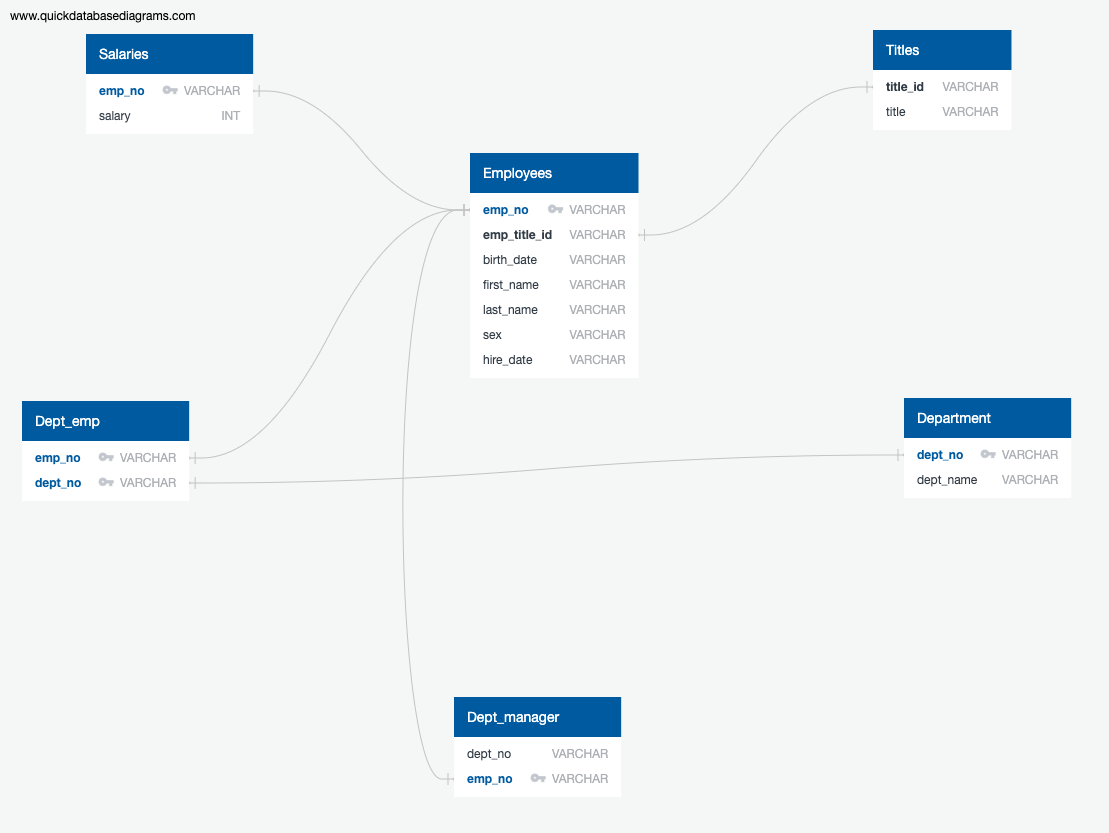 www.quickdatabasediagrams.com
Salaries
emp_no VARCHAR
salary INT
Titles
title_id VARCHAR
title VARCHAR
Employees
emp_no VARCHAR
emp_title_id VARCHAR
birth_date VARCHAR
first_name VARCHAR
last_name VARCHAR
sex VARCHAR
hire_date VARCHAR
Dept_emp
emp_no VARCHAR
dept_no VARCHAR
Department
dept_no VARCHAR
dept_name VARCHAR
Dept_manager
dept_no VARCHAR
emp_no VARCHAR